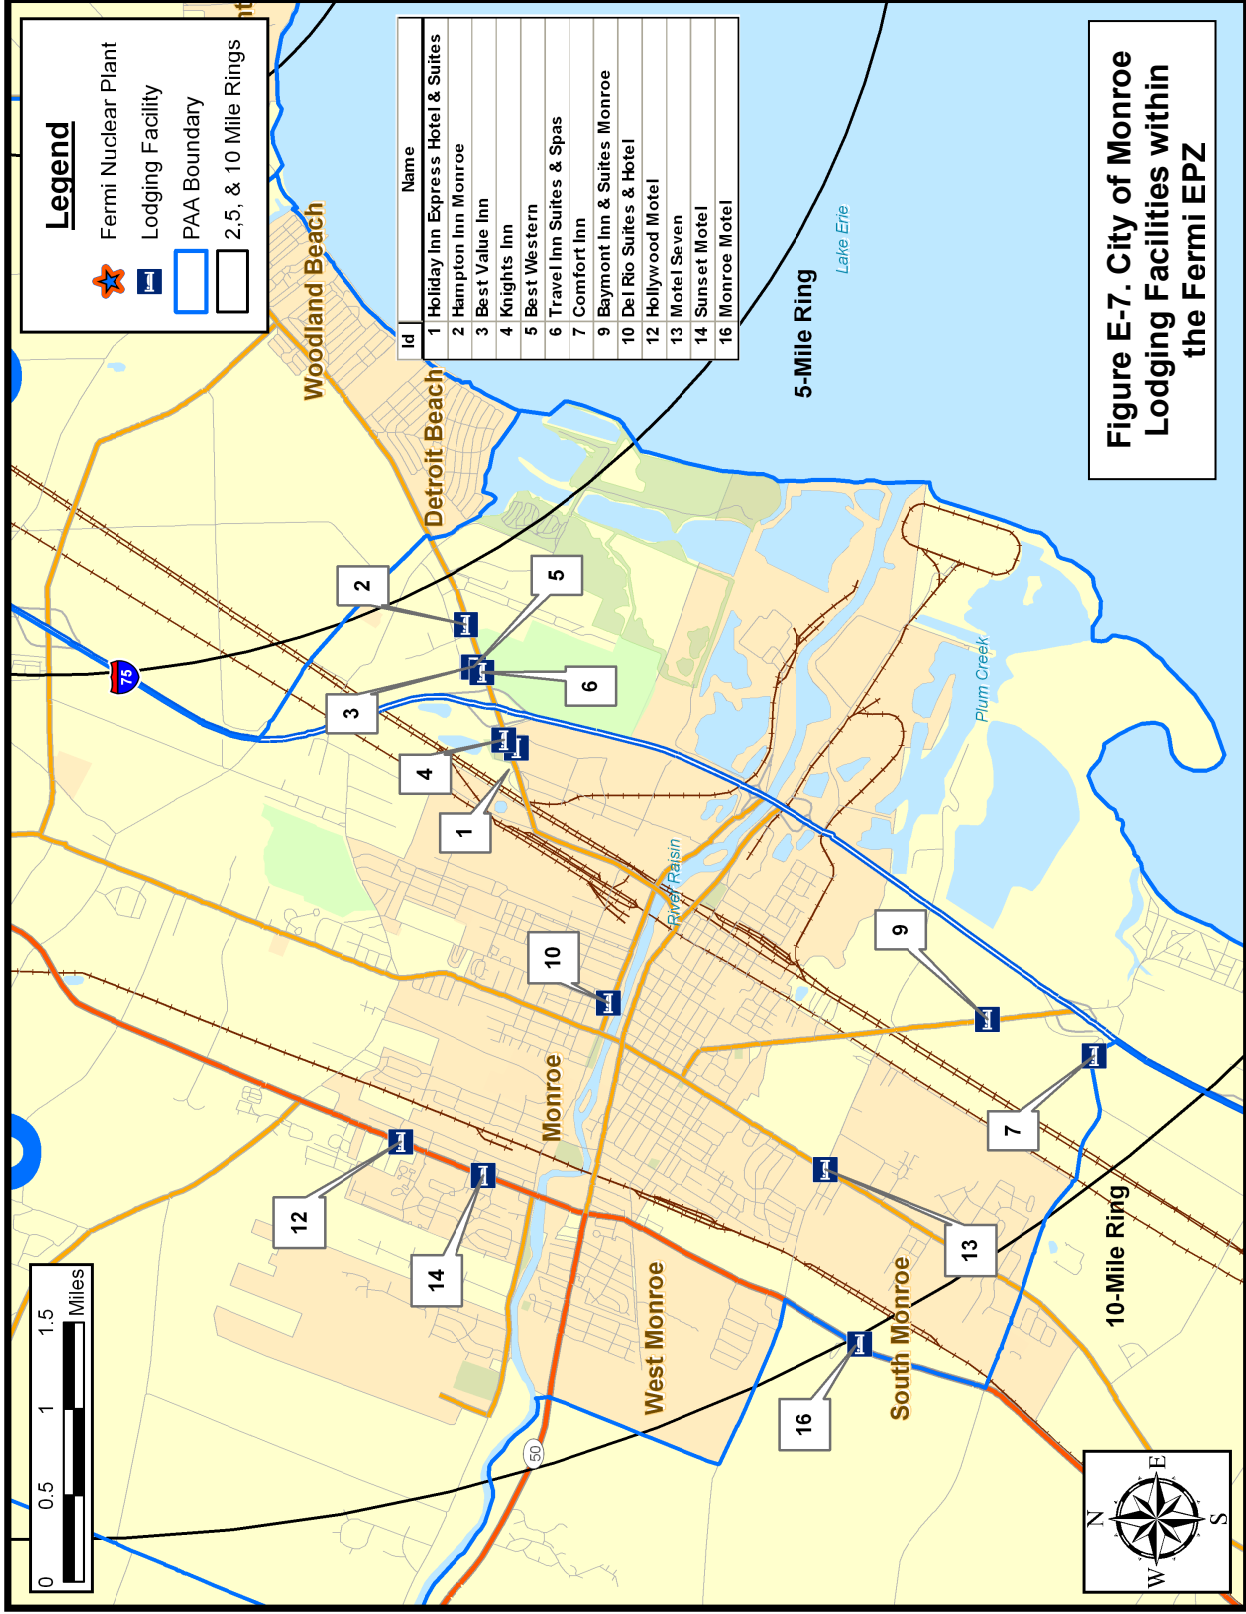 Legend
Fermi Nuclear Plant
Lodging Facility
PAA Boundary
2,5, & 10 Mile Rings
Id Name
1 Holiday Inn Express Hotel & Suites
2 Hampton Inn Monroe
3 Best Value Inn
4 Knights Inn
5 Best Western
6 Travel Inn Suites & Spas
7 Comfort Inn
9 Baymont Inn & Suites Monroe
10 Del Rio Suites & Hotel
12 Hollywood Motel
13 Motel Seven
14 Sunset Motel
16 Monroe Motel
Figure E-7. City of Monroe
Lodging Facilities within
the Fermi EPZ
0 0.5 1 1.5
Miles
Woodland Beach
Detroit Beach
Monroe
West Monroe
South Monroe
5-Mile Ring
10-Mile Ring
Lake Erie
Plum Creek
River Raisin
75
50
1
2
3
4
5
6
7
9
10
12
13
14
16
N
W E
S